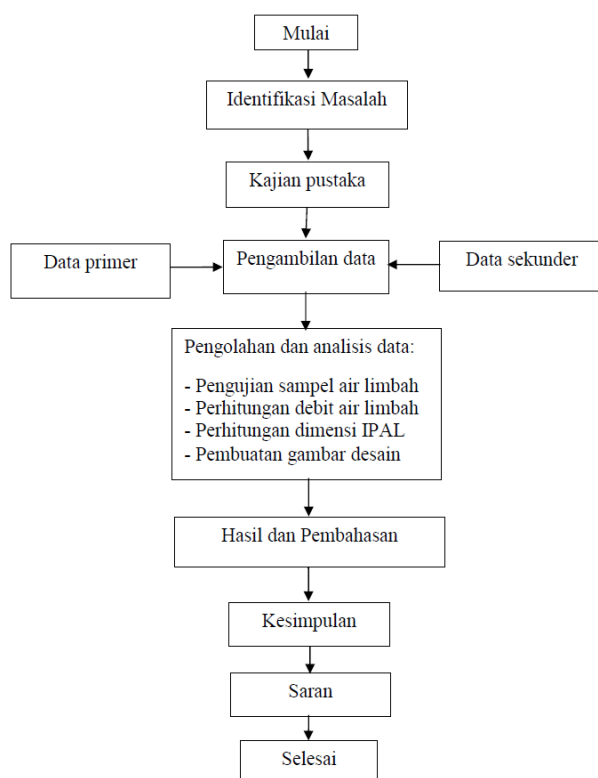 Mulai
Identifikasi Masalah
Kajian pustaka
Data primer
Pengambilan data
Data sekunder
Pengolahan dan analisis data:
- Pengujian sampel air limbah
- Perhitungan debit air limbah
- Perhitungan dimensi IPAL
- Pembuatan gambar desain
Hasil dan Pembahasan
Kesimpulan
Saran
Selesai